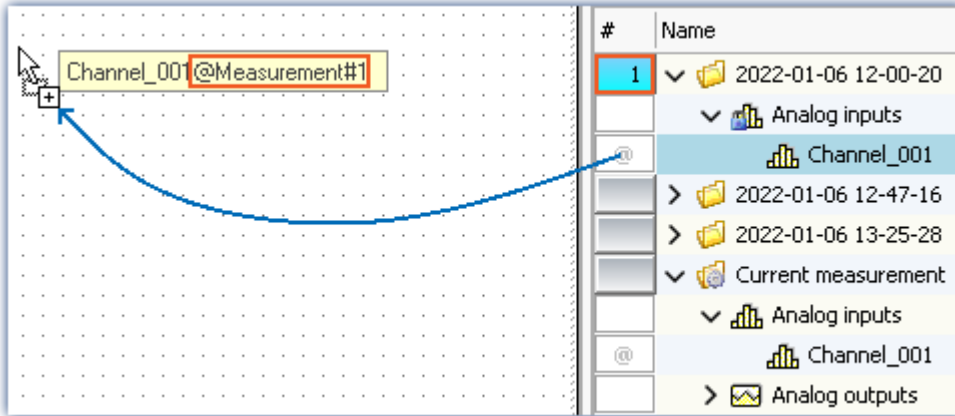 Channel_001@Measurement#1
# Name
1 2022-01-06 12-00-20
Analog inputs
@ Channel_001
2022-01-06 12-47-16
2022-01-06 13-25-28
Current measurement
Analog inputs
@ Channel_001
Analog outputs